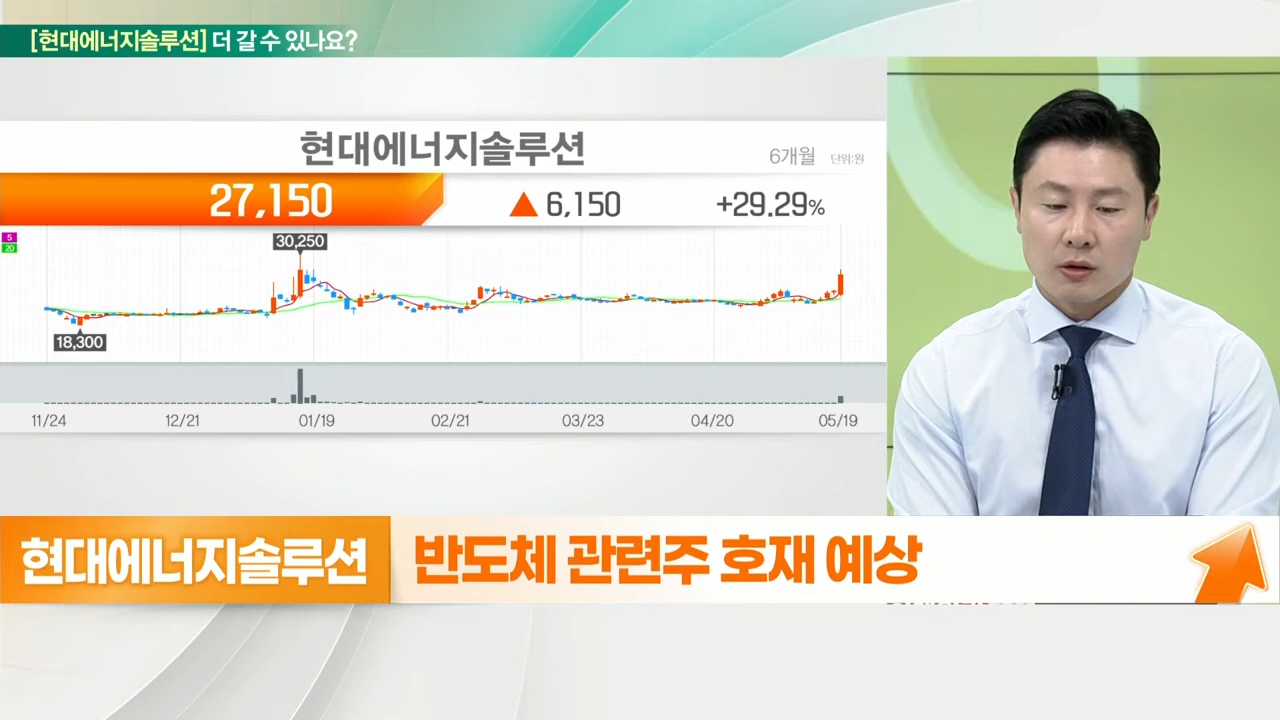 [현대에너지솔루션] 더 갈 수 있나요?
현대에너지솔루션
6개월 단위:원
27,150 ▲ 6,150 +29.29%
5
20
30,250
18,300
11/24 12/21 01/19 02/21 03/23 04/20 05/19
현대에너지솔루션 반도체 관련주 호재 예상